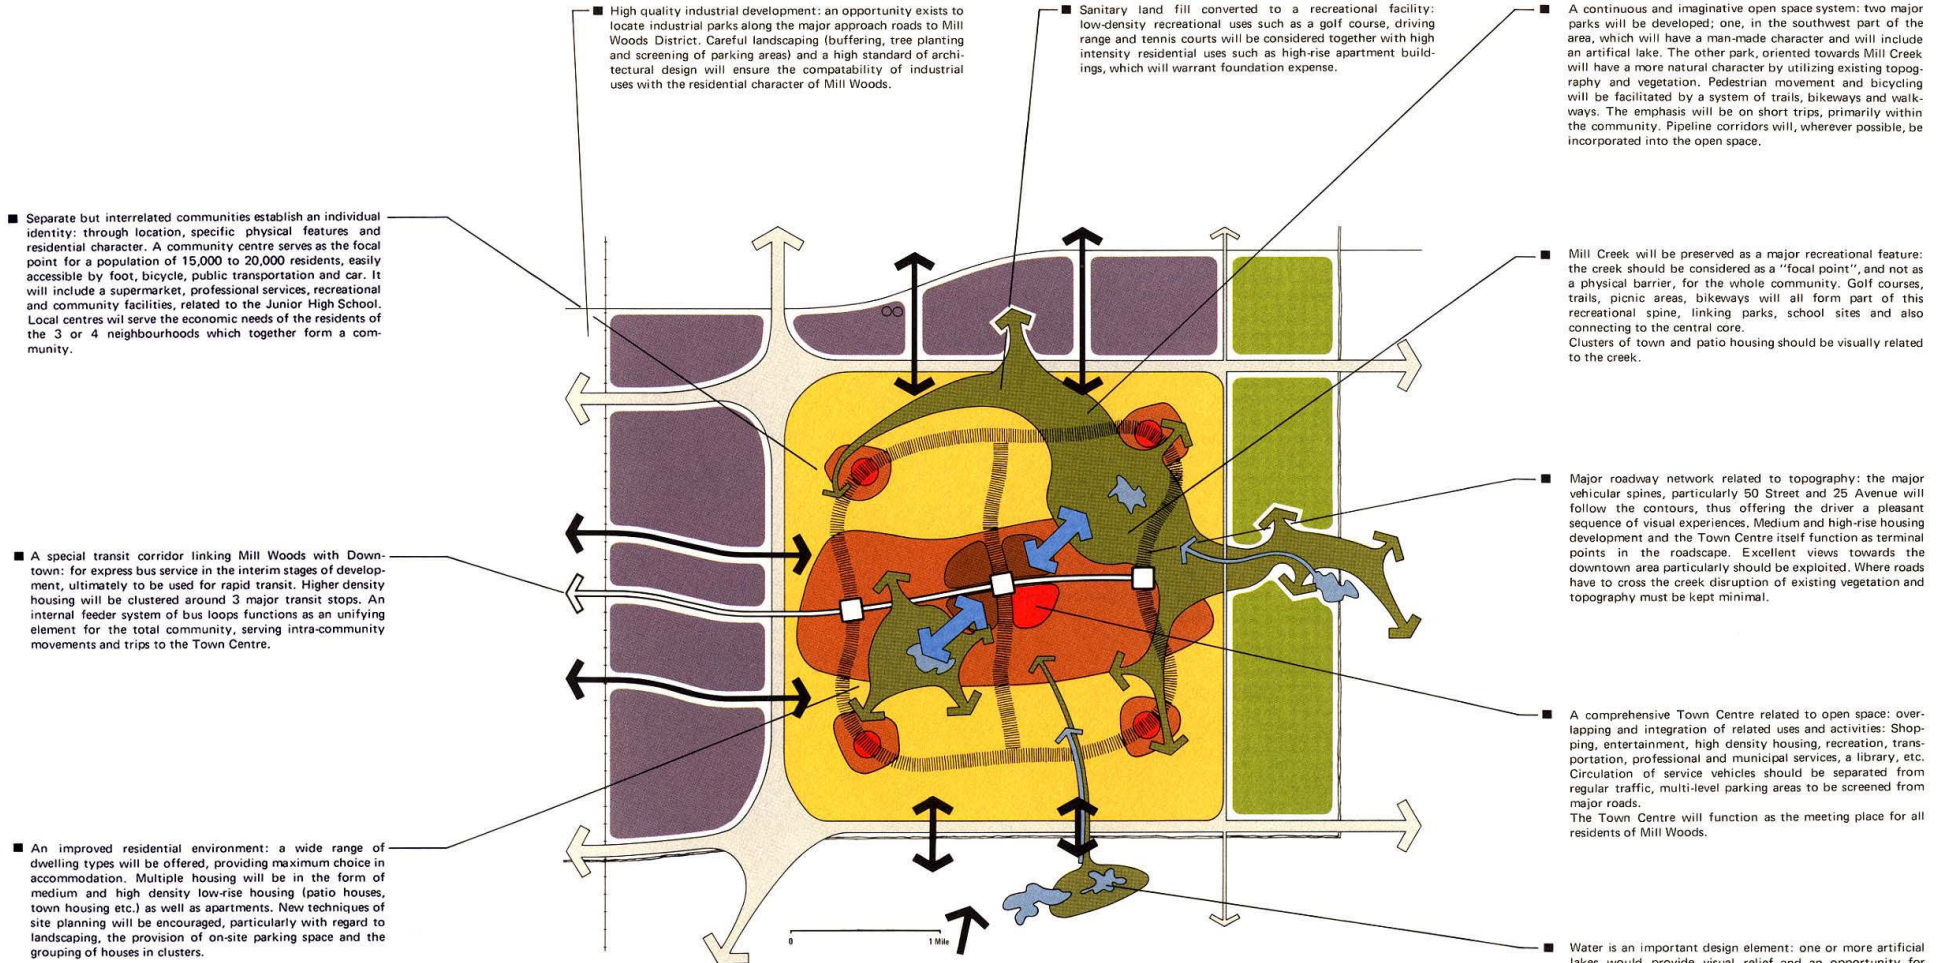 High quality industrial development: an opportunity exists to
locate industrial parks along the major approach roads to Mill
Woods District. Careful landscaping (buffering, tree planting
and screening of parking areas) and a high standard of archi-
tectural design will ensure the compatability of industrial
uses with the residential character of Mill Woods.
Sanitary land fill converted to a recreational facility:
low-density recreational uses such as a golf course, driving
range and tennis courts will be considered together with high
intensity residential uses such as high-rise apartment build-
ings, which will warrant foundation expense.
A continuous and imaginative open space system: two major
parks will be developed; one, in the southwest part of the
area, which will have a man-made character and will include
an artifical lake. The other park, oriented towards Mill Creek
will have a more natural character by utilizing existing topog-
raphy and vegetation. Pedestrian movement and bicycling
will be facilitated by a system of trails, bikeways and walk-
ways. The emphasis will be on short trips, primarily within
the community. Pipeline corridors will, wherever possible, be
incorporated into the open space.
Separate but interrelated communities establish an individual
identity: through location, specific physical features and
residential character. A community centre serves as the focal
point for a population of 15,000 to 20,000 residents, easily
accessible by foot, bicycle, public transportation and car. It
will include a supermarket, professional services, recreational
and community facilities, related to the Junior High School.
Local centres wil serve the economic needs of the residents of
the 3 or 4 neighbourhoods which together form a com-
munity.
Mill Creek will be preserved as a major recreational feature:
the creek should be considered as a "focal point", and not as
a physical barrier, for the whole community. Golf courses,
trails, picnic areas, bikeways will all form part of this
recreational spine, linking parks, school sites and also
connecting to the central core.
Clusters of town and patio housing should be visually related
to the creek.
Major roadway network related to topography: the major
vehicular spines, particularly 50 Street and 25 Avenue will
follow the contours, thus offering the driver a pleasant
sequence of visual experiences. Medium and high-rise housing
development and the Town Centre itself function as terminal
points in the roadscape. Excellent views towards the
downtown area particularly should be exploited. Where roads
have to cross the creek disruption of existing vegetation and
topography must be kept minimal.
A special transit corridor linking Mill Woods with Down-
town: for express bus service in the interim stages of develop-
ment, ultimately to be used for rapid transit. Higher density
housing will be clustered around 3 major transit stops. An
internal feeder system of bus loops functions as an unifying
element for the total community, serving intra-community
movements and trips to the Town Centre.
A comprehensive Town Centre related to open space: over-
lapping and integration of related uses and activities: Shop-
ping, entertainment, high density housing, recreation, trans-
portation, professional and municipal services, a library, etc.
Circulation of service vehicles should be separated from
regular traffic, multi-level parking areas to be screened from
major roads.
The Town Centre will function as the meeting place for all
residents of Mill Woods.
An improved residential environment: a wide range of
dwelling types will be offered, providing maximum choice in
accommodation. Multiple housing will be in the form of
medium and high density low-rise housing (patio houses,
town housing etc.) as well as apartments. New techniques of
site planning will be encouraged, particularly with regard to
landscaping, the provision of on-site parking space and the
grouping of houses in clusters.
0 1 Mile
Water is an important design element: one or more artificial
lakes would provide visual relief and an opportunity for